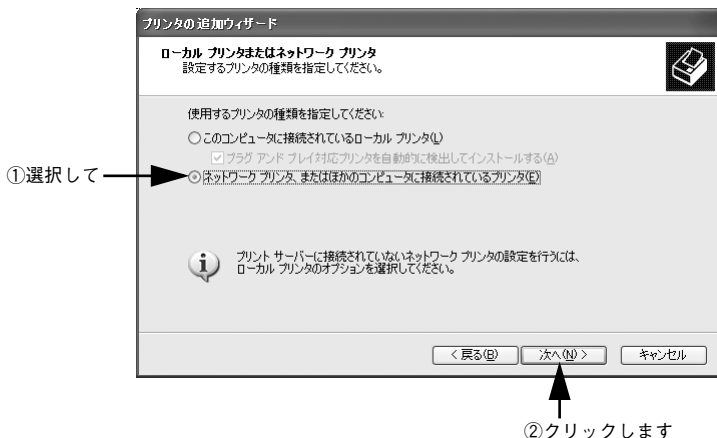 プリンタの追加ウィザード
ローカル プリンタまたはネットワーク プリンタ
設定するプリンタの種類を指定してください。
使用するプリンタの種類を指定してください:
このコンピュータに接続されているローカル プリンタ(L)
プラグ アンド プレイ対応プリンタを自動的に検出してインストールする(A)
①選択して
ネットワーク プリンタ、またはほかのコンピュータに接続されているプリンタ(E)
プリント サーバーに接続されていないネットワーク プリンタの設定を行うには、
ローカル プリンタのオプションを選択してください。
< 戻る(B)
次へ(N) >
キャンセル
②クリックします